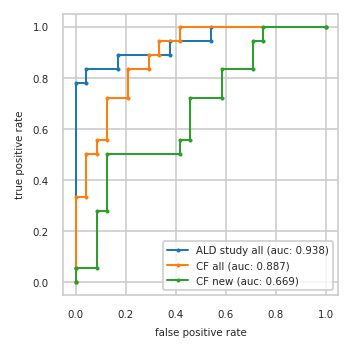 1.0
0.8
0.6
0.4
0.2
0.0
true positive rate
ALD study all (auc: 0.938)
CF all (auc: 0.887)
CF new (auc: 0.669)
0.0 0.2 0.4 0.6 0.8 1.0
false positive rate